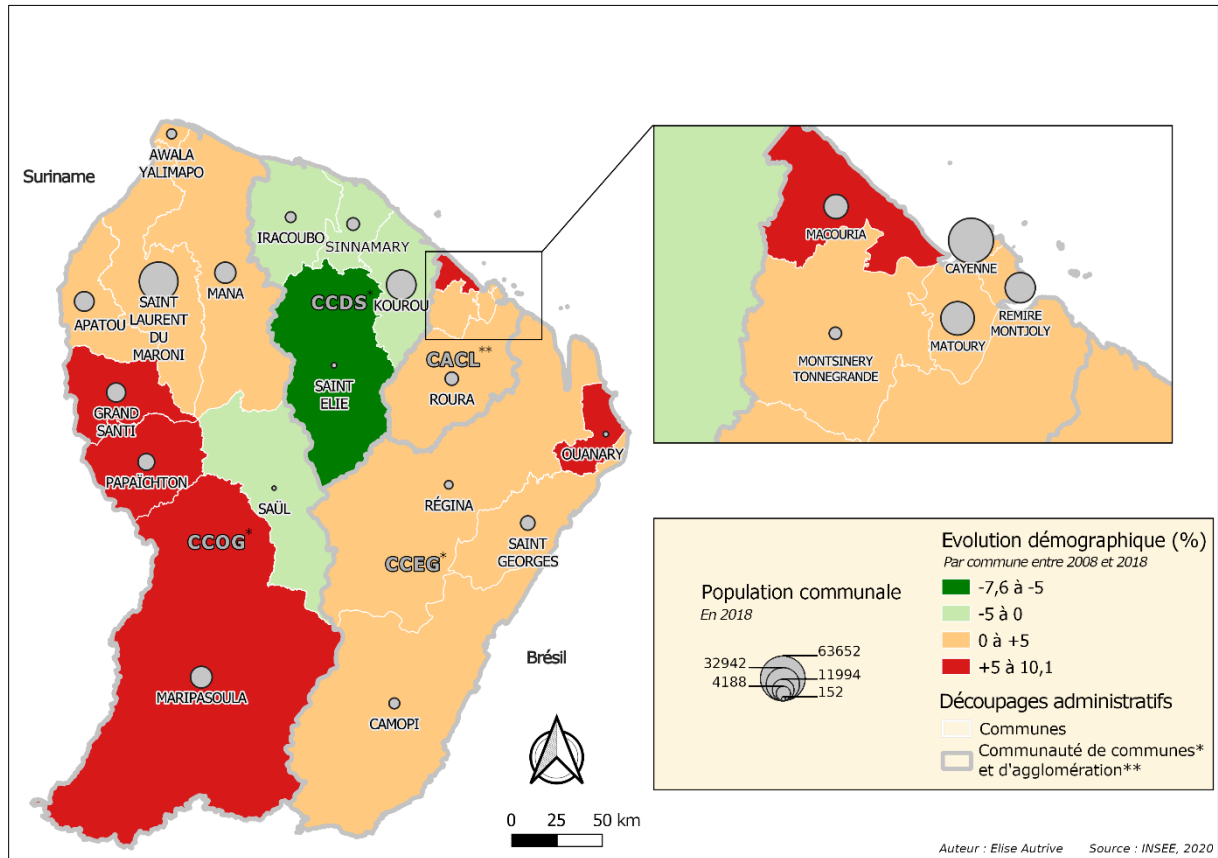 Suriname
AWALA
YALIMAPO
IRACOUBO
SINNAMARY
MANA
SAINT
LAURENT
DU
MARONI
APATOU
CCDS*
KOUROU
SAINT
ELIE
CACL**
ROURA
GRAND
SANTI
PAPAÏCHTON
OUANARY
SAÜL
RÉGINA
CCOG*
CCEG*
SAINT
GEORGES
Brésil
MARIPASOULA
CAMOPI
0 25 50 km
MACOURIA
CAYENNE
REMIRE
MONTJOLY
MATOURY
MONTSINERY
TONNEGRANDE
Population communale
En 2018
63652
32942
11994
4188
152
Evolution démographique (%)
Par commune entre 2008 et 2018
-7,6 à -5
-5 à 0
0 à +5
+5 à 10,1
Découpages administratifs
Communes
Communauté de communes*
et d'agglomération**
Auteur : Elise Autrive Source : INSEE, 2020